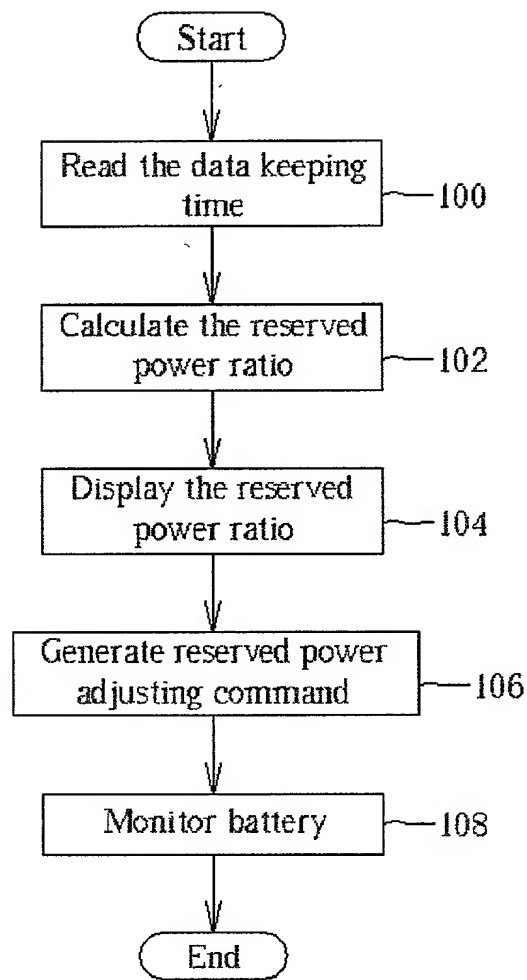 Start
Read the data keeping
time
100
Calculate the reserved
power ratio
102
Display the reserved
power ratio
104
Generate reserved power
adjusting command
106
Monitor battery
108
End